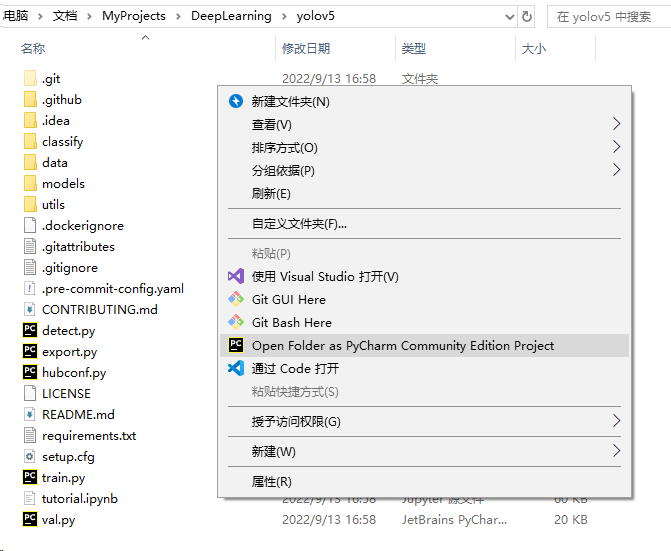 电脑 > 文档 > MyProjects > DeepLearning > yolov5
在 yolov5 中搜索
名称 修改日期 类型 大小
.git 2022/9/13 16:58 文件夹
.github
.idea
classify
data
models
utils
.dockerignore
.gitattributes
.gitignore
.pre-commit-config.yaml
CONTRIBUTING.md
detect.py
export.py
hubconf.py
LICENSE
README.md
requirements.txt
setup.cfg
train.py
tutorial.ipynb 2022/9/13 16:58 Jupyter 源文件 60 KB
val.py 2022/9/13 16:58 JetBrains PyChar... 20 KB
新建文件夹(N)
查看(V)
排序方式(O)
分组依据(P)
刷新(E)
自定义文件夹(F)...
粘贴(P)
使用 Visual Studio 打开(V)
Git GUI Here
Git Bash Here
Open Folder as PyCharm Community Edition Project
通过 Code 打开
粘贴快捷方式(S)
授予访问权限(G)
新建(W)
属性(R)